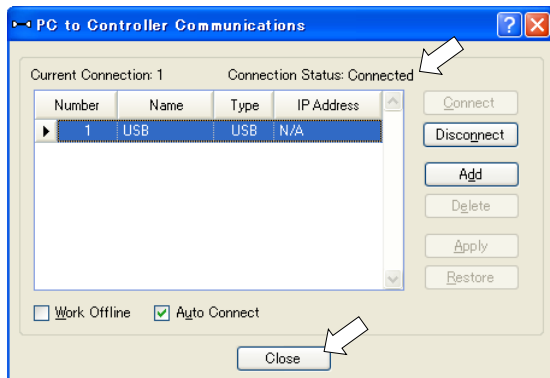 PC to Controller Communications
Current Connection: 1 Connection Status: Connected
Number Name Type IP Address Connect
1 USB USB N/A Disconnect
Add
Delete
Apply
Restore
Work Offline Auto Connect
Close